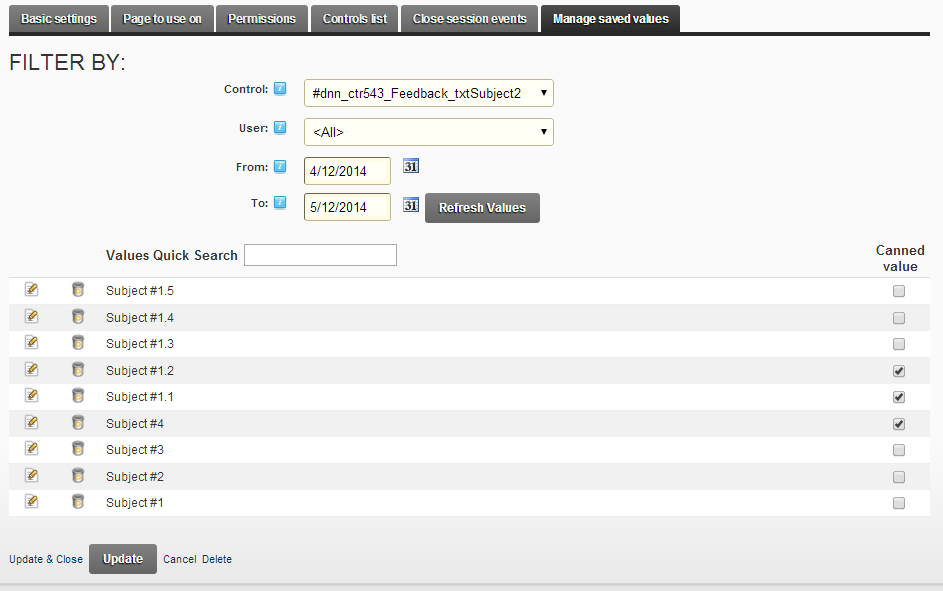 Basic settings Page to use on Permissions Controls list Close session events Manage saved values
FILTER BY:
Control: #dnn_ctr543_Feedback_txtSubject2
User: <All>
From: 4/12/2014 31
To: 5/12/2014 31 Refresh Values
Values Quick Search Canned
value
Subject #1.5
Subject #1.4
Subject #1.3
Subject #1.2
Subject #1.1
Subject #4
Subject #3
Subject #2
Subject #1
Update & Close Update Cancel Delete